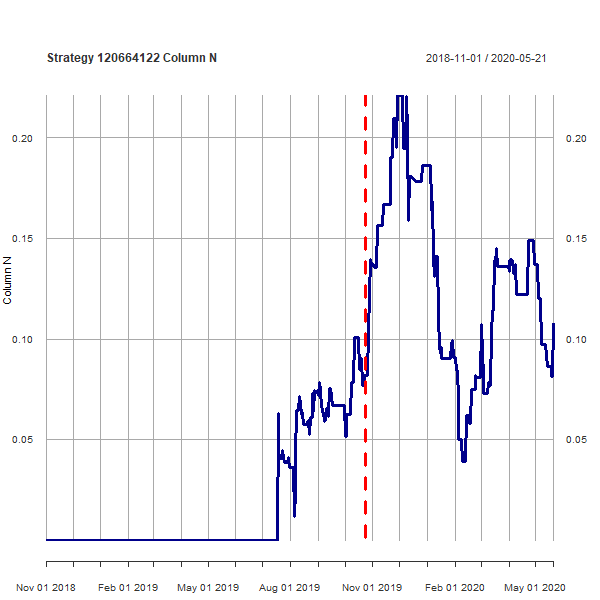 Strategy 120664122 Column N
2018-11-01 / 2020-05-21
0.20
0.20
0.15
0.15
Column N
0.10
0.10
0.05
0.05
Nov 01 2018
Feb 01 2019
May 01 2019
Aug 01 2019
Nov 01 2019
Feb 01 2020
May 01 2020